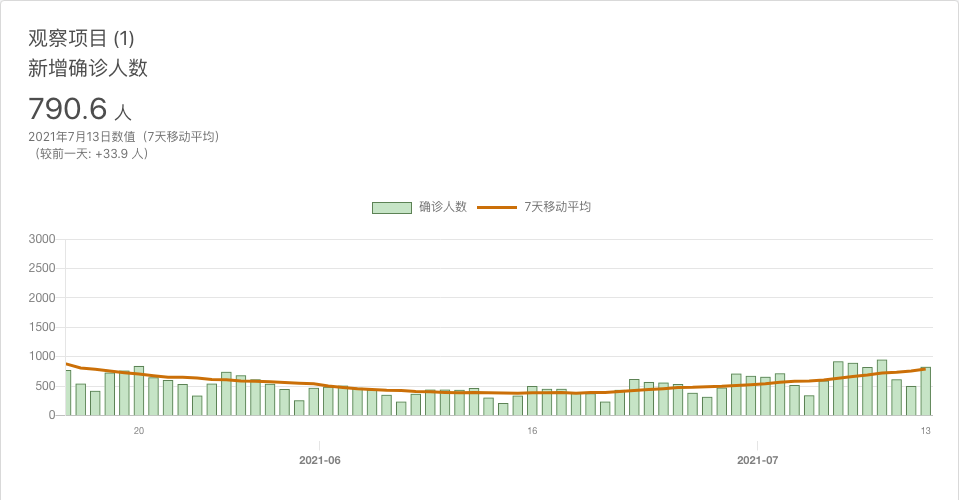 观察项目 (1)
新增确诊人数
790.6 人
2021年7月13日数值（7天移动平均）
（较前一天: +33.9 人）
确诊人数 7天移动平均
3000
2500
2000
1500
1000
500
0
20 16 13
2021-06 2021-07